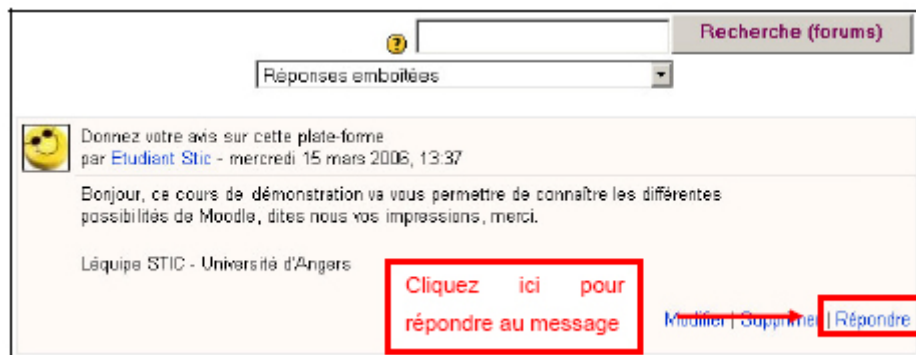 Recherche (forums)
Réponses emboîtées
Donnez votre avis sur cette plate-forme
par Etudiant Stic - mercredi 15 mars 2006, 13:37
Bonjour, ce cours de démonstration va vous permettre de connaître les différentes
possibilités de Moodle, dites nous vos impressions, merci.
Léquipe STIC - Université d'Angers
Cliquez ici pour
répondre au message
Modifier | Supprimer | Répondre